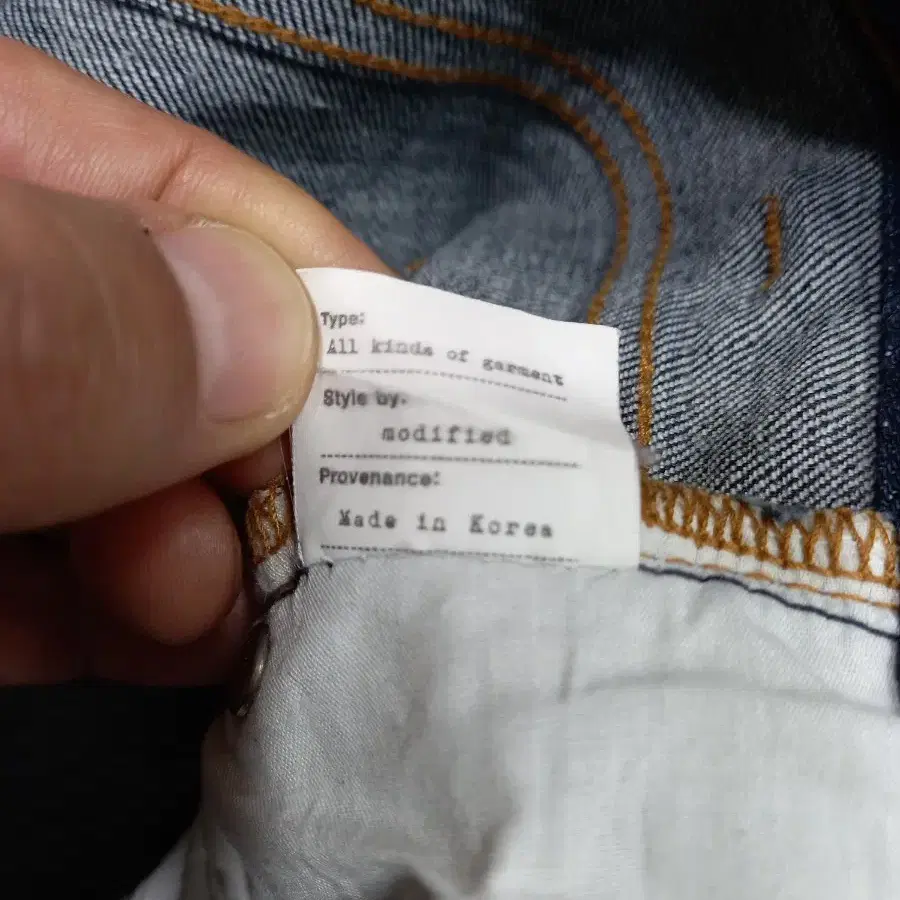 Type:
All kinds of garment
Style by:
modified
Provenance:
Made in Korea